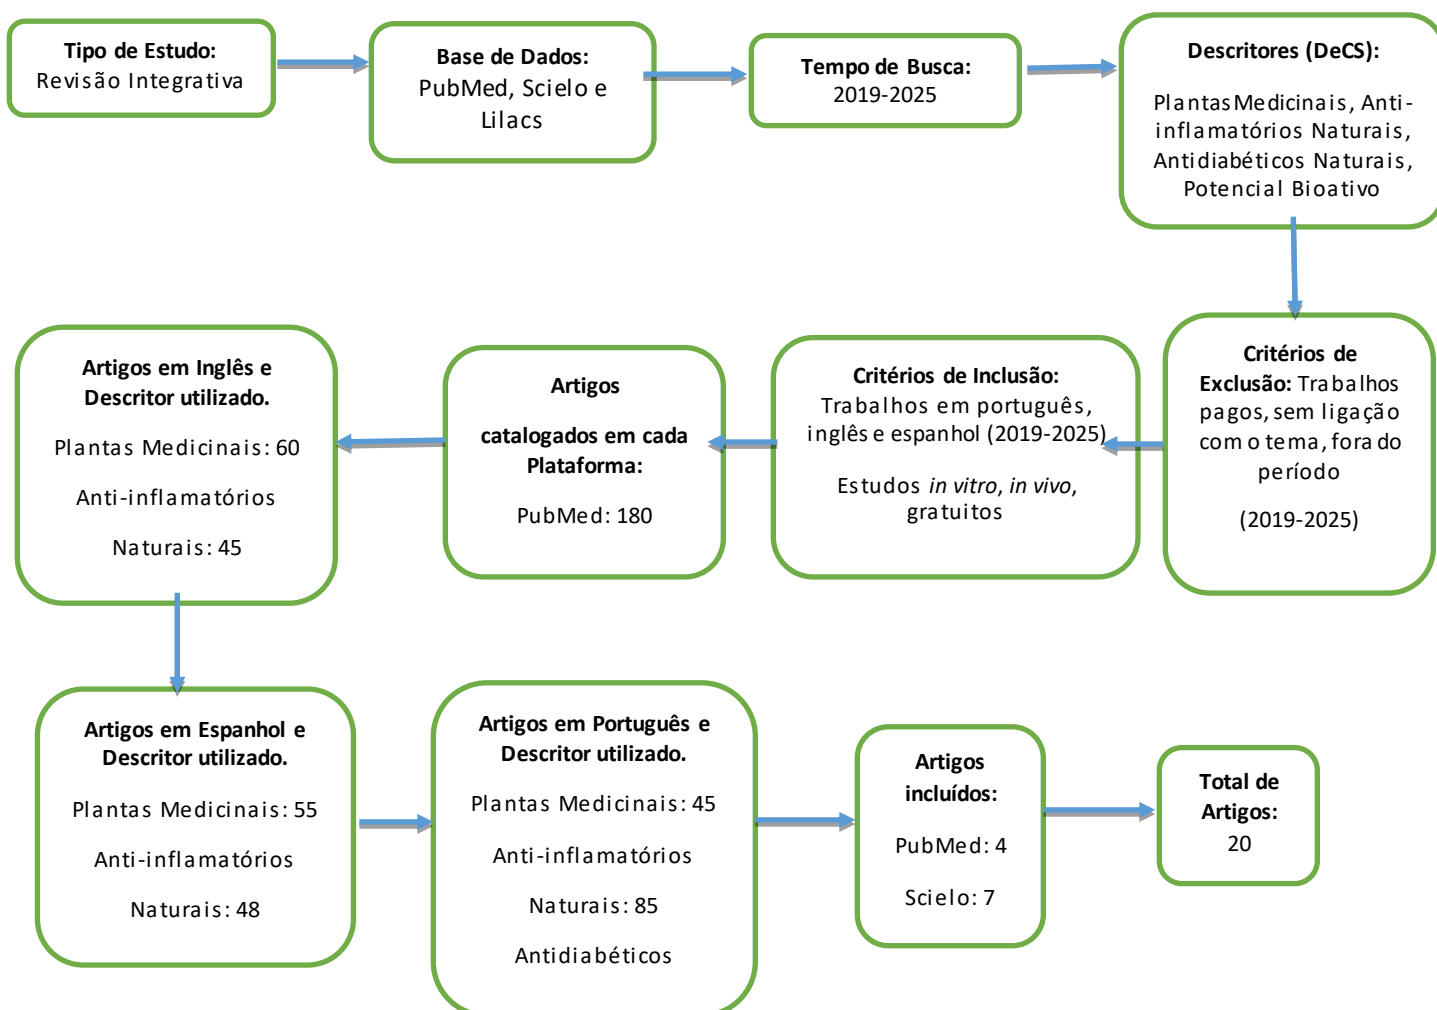 Tipo de Estudo:
Revisão Integrativa
Base de Dados:
PubMed, Scielo e
Lilacs
Tempo de Busca:
2019-2025
Descritores (DeCS):
Plantas Medicinais, Anti-
inflamatórios Naturais,
Antidiabéticos Naturais,
Potencial Bioativo
Critérios de
Exclusão: Trabalhos
pagos, sem ligação
com o tema, fora do
período
(2019-2025)
Critérios de Inclusão:
Trabalhos em português,
inglês e espanhol (2019-2025)
Estudos in vitro, in vivo,
gratuitos
Artigos
catalogados em cada
Plataforma:
PubMed: 180
Artigos em Inglês e
Descritor utilizado.
Plantas Medicinais: 60
Anti-inflamatórios
Naturais: 45
Artigos em Espanhol e
Descritor utilizado.
Plantas Medicinais: 55
Anti-inflamatórios
Naturais: 48
Artigos em Português e
Descritor utilizado.
Plantas Medicinais: 45
Anti-inflamatórios
Naturais: 85
Antidiabéticos
Artigos
incluídos:
PubMed: 4
Scielo: 7
Total de
Artigos:
20